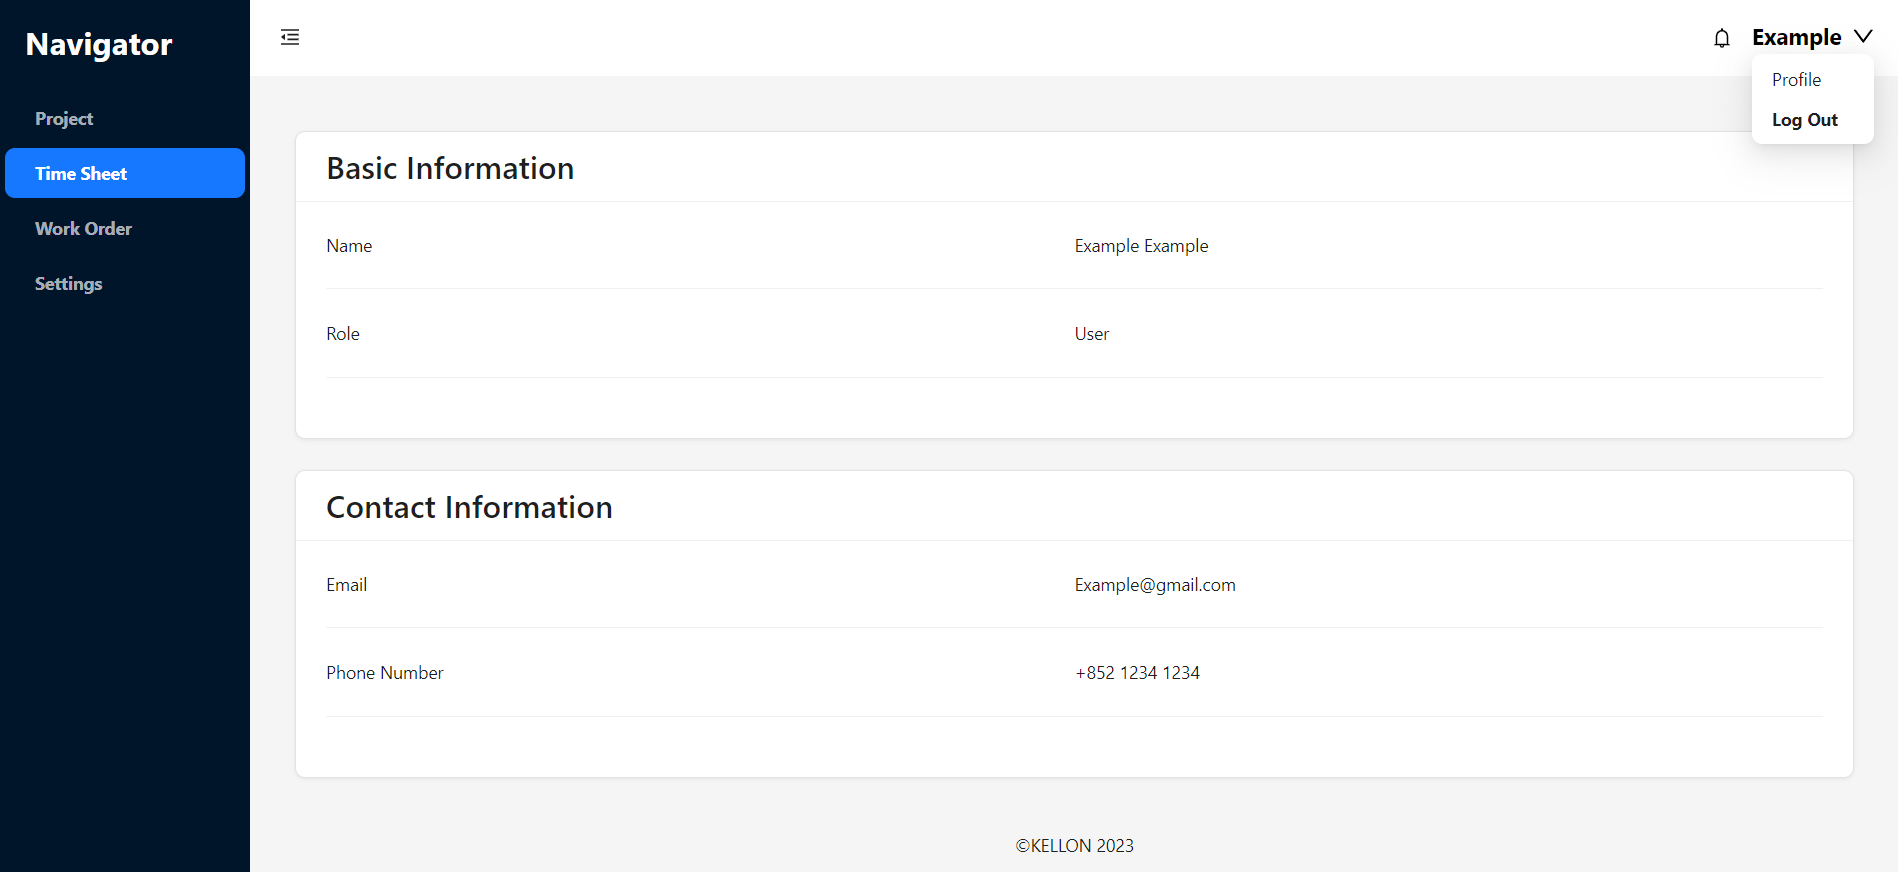 Navigator
Project
Time Sheet
Work Order
Settings
Example
Profile
Log Out
Basic Information
Name Example Example
Role User
Contact Information
Email Example@gmail.com
Phone Number +852 1234 1234
©KELLON 2023